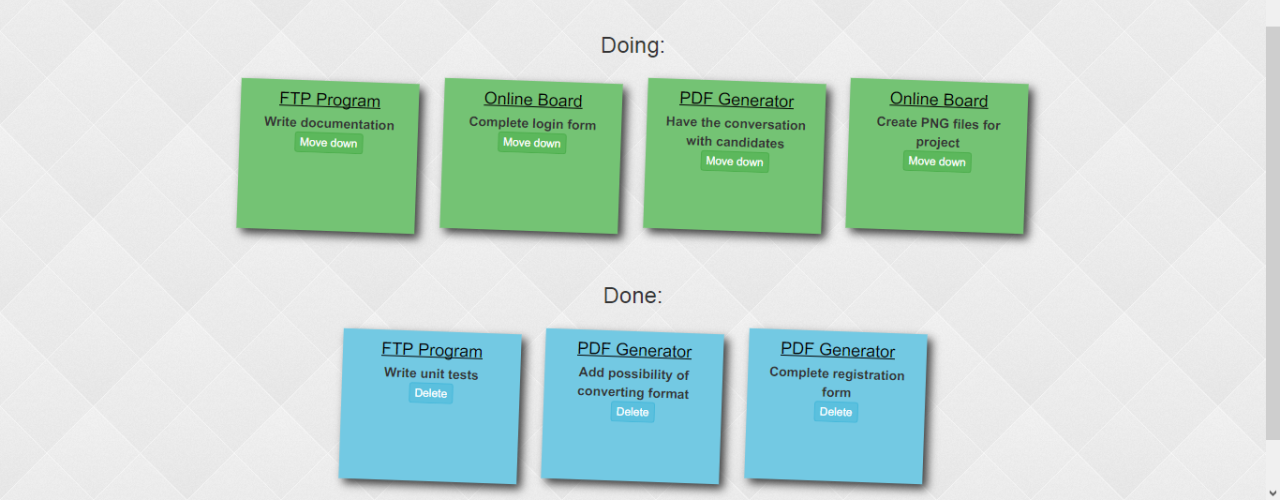 Doing:
FTP Program
Write documentation
Move down
Online Board
Complete login form
Move down
PDF Generator
Have the conversation
with candidates
Move down
Online Board
Create PNG files for
project
Move down
Done:
FTP Program
Write unit tests
Delete
PDF Generator
Add possibility of
converting format
Delete
PDF Generator
Complete registration
form
Delete